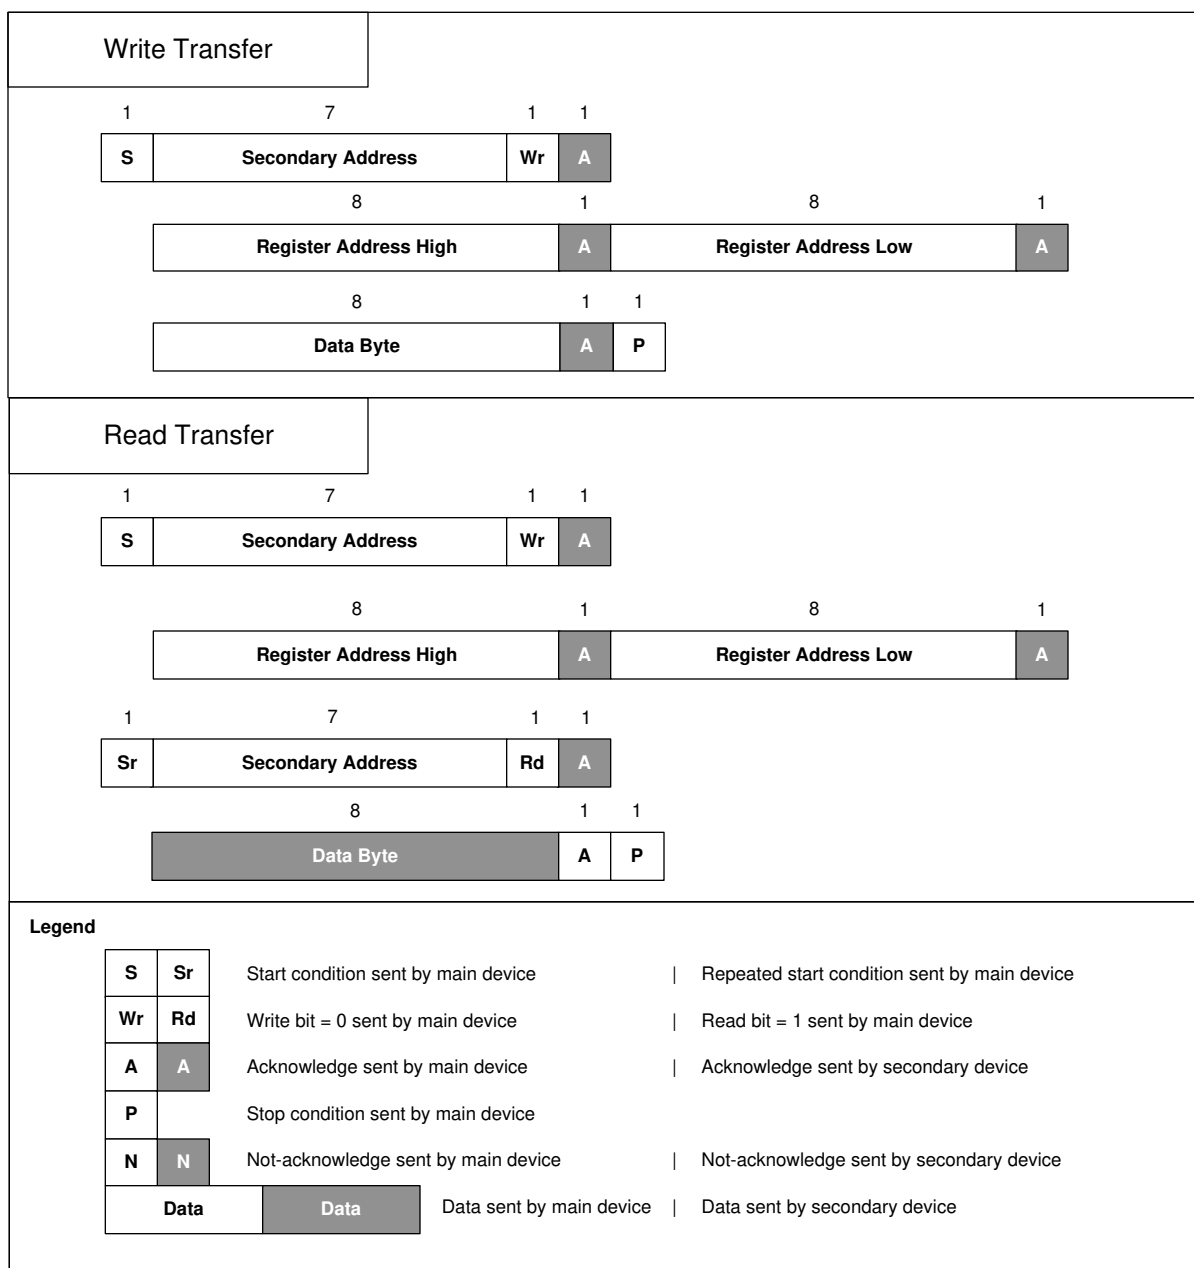 Write Transfer
1 7 1 1
S Secondary Address Wr A
8 1 8 1
Register Address High A Register Address Low A
8 1 1
Data Byte A P
Read Transfer
1 7 1 1
S Secondary Address Wr A
8 1 8 1
Register Address High A Register Address Low A
1 7 1 1
Sr Secondary Address Rd A
8 1 1
Data Byte A P
Legend
S Sr Start condition sent by main device | Repeated start condition sent by main device
Wr Rd Write bit = 0 sent by main device | Read bit = 1 sent by main device
A A Acknowledge sent by main device | Acknowledge sent by secondary device
P Stop condition sent by main device
N N Not-acknowledge sent by main device | Not-acknowledge sent by secondary device
Data Data Data sent by main device | Data sent by secondary device